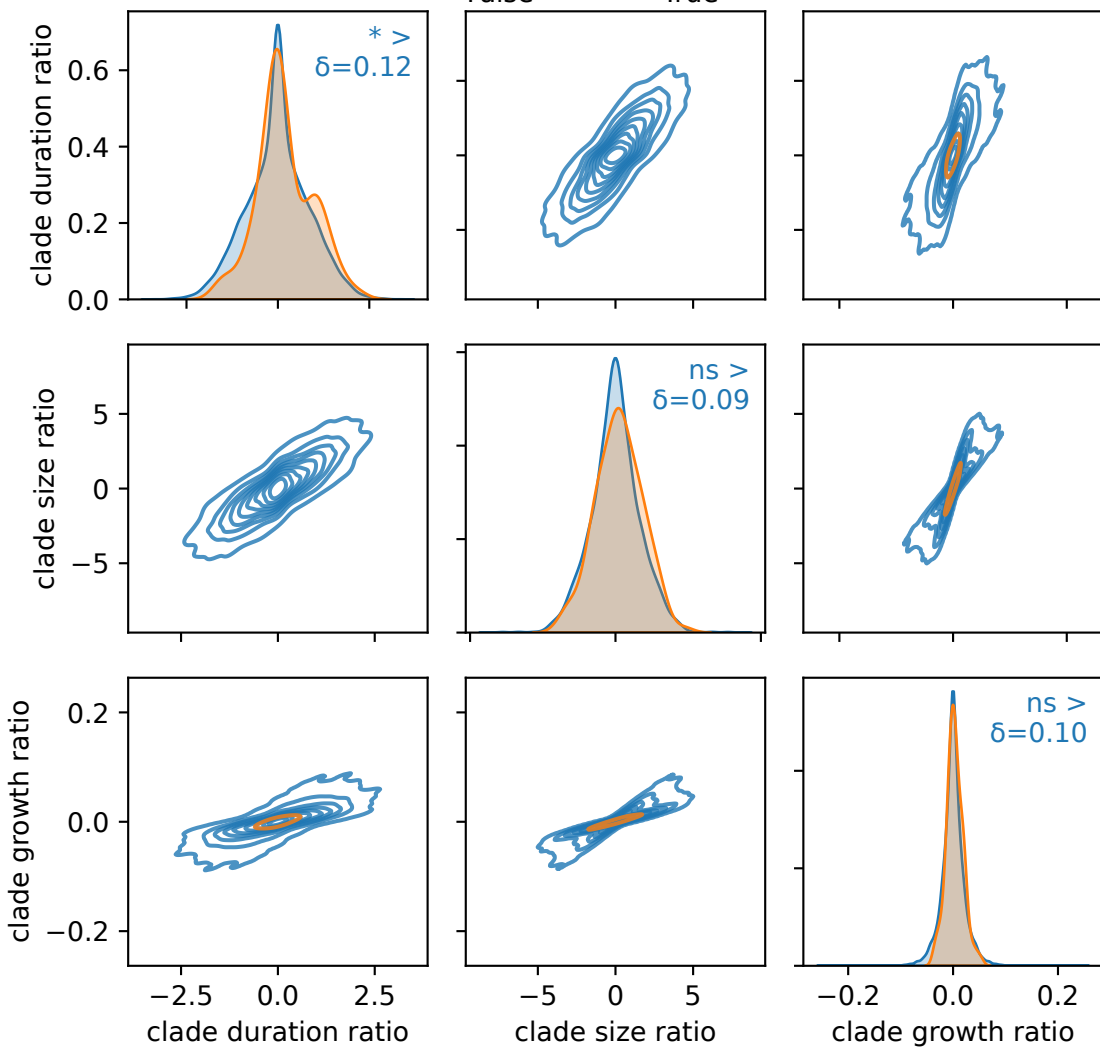 clade duration ratio
0.6
0.4
0.2
0.0
* >
δ=0.12
clade size ratio
5
0
−5
ns >
δ=0.09
clade growth ratio
0.2
0.0
−0.2
ns >
δ=0.10
−2.5 0.0 2.5
−5 0 5
−0.2 0.0 0.2
clade duration ratio
clade size ratio
clade growth ratio